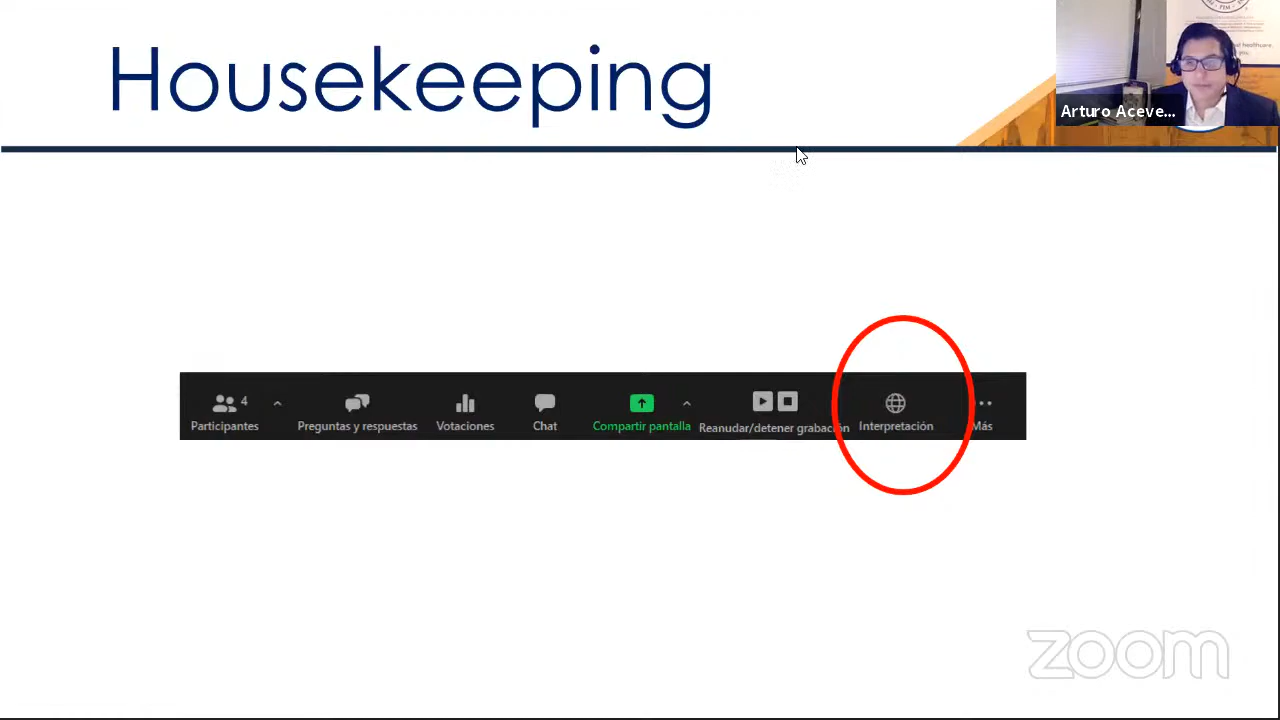 Housekeeping
Arturo Aceve...
4
Participantes
Preguntas y respuestas
Votaciones
Chat
Compartir pantalla
Reanudar/detener grabación
Interpretación
Más
zoom